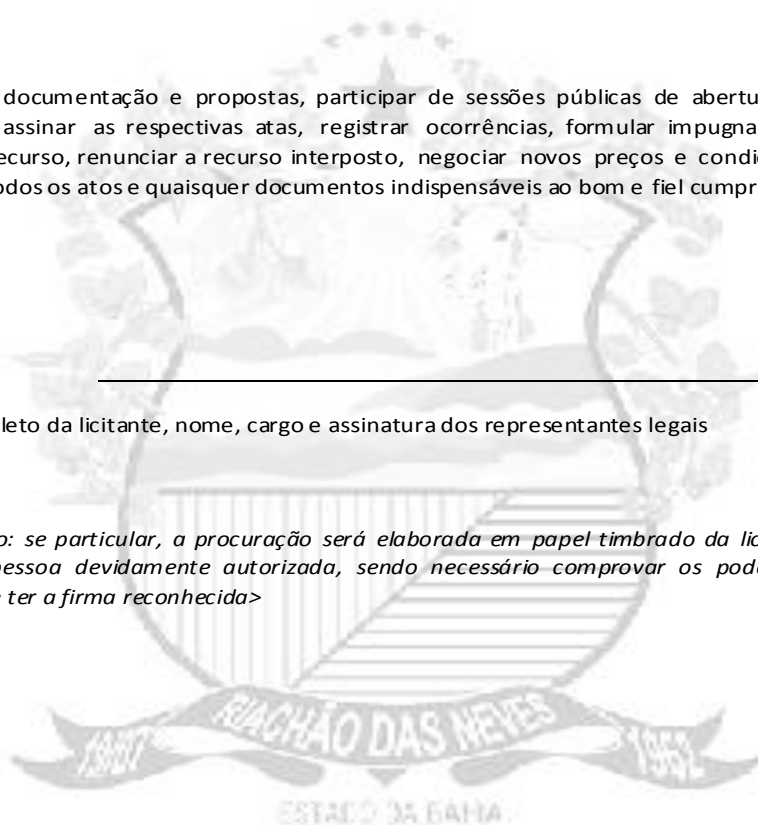 documentação e propostas, participar de sessões públicas de abertu
assinar as respectivas atas, registrar ocorrências, formular impugna
ecurso, renunciar a recurso interposto, negociar novos preços e condi
odos os atos e quaisquer documentos indispensáveis ao bom e fiel cumpr
leto da licitante, nome, cargo e assinatura dos representantes legais
o: se particular, a procuração será elaborada em papel timbrado da lic
pessoa devidamente autorizada, sendo necessário comprovar os pod
ter a firma reconhecida>
RIACHÃO DAS NEVES
1962
ESTADO DA BAHIA